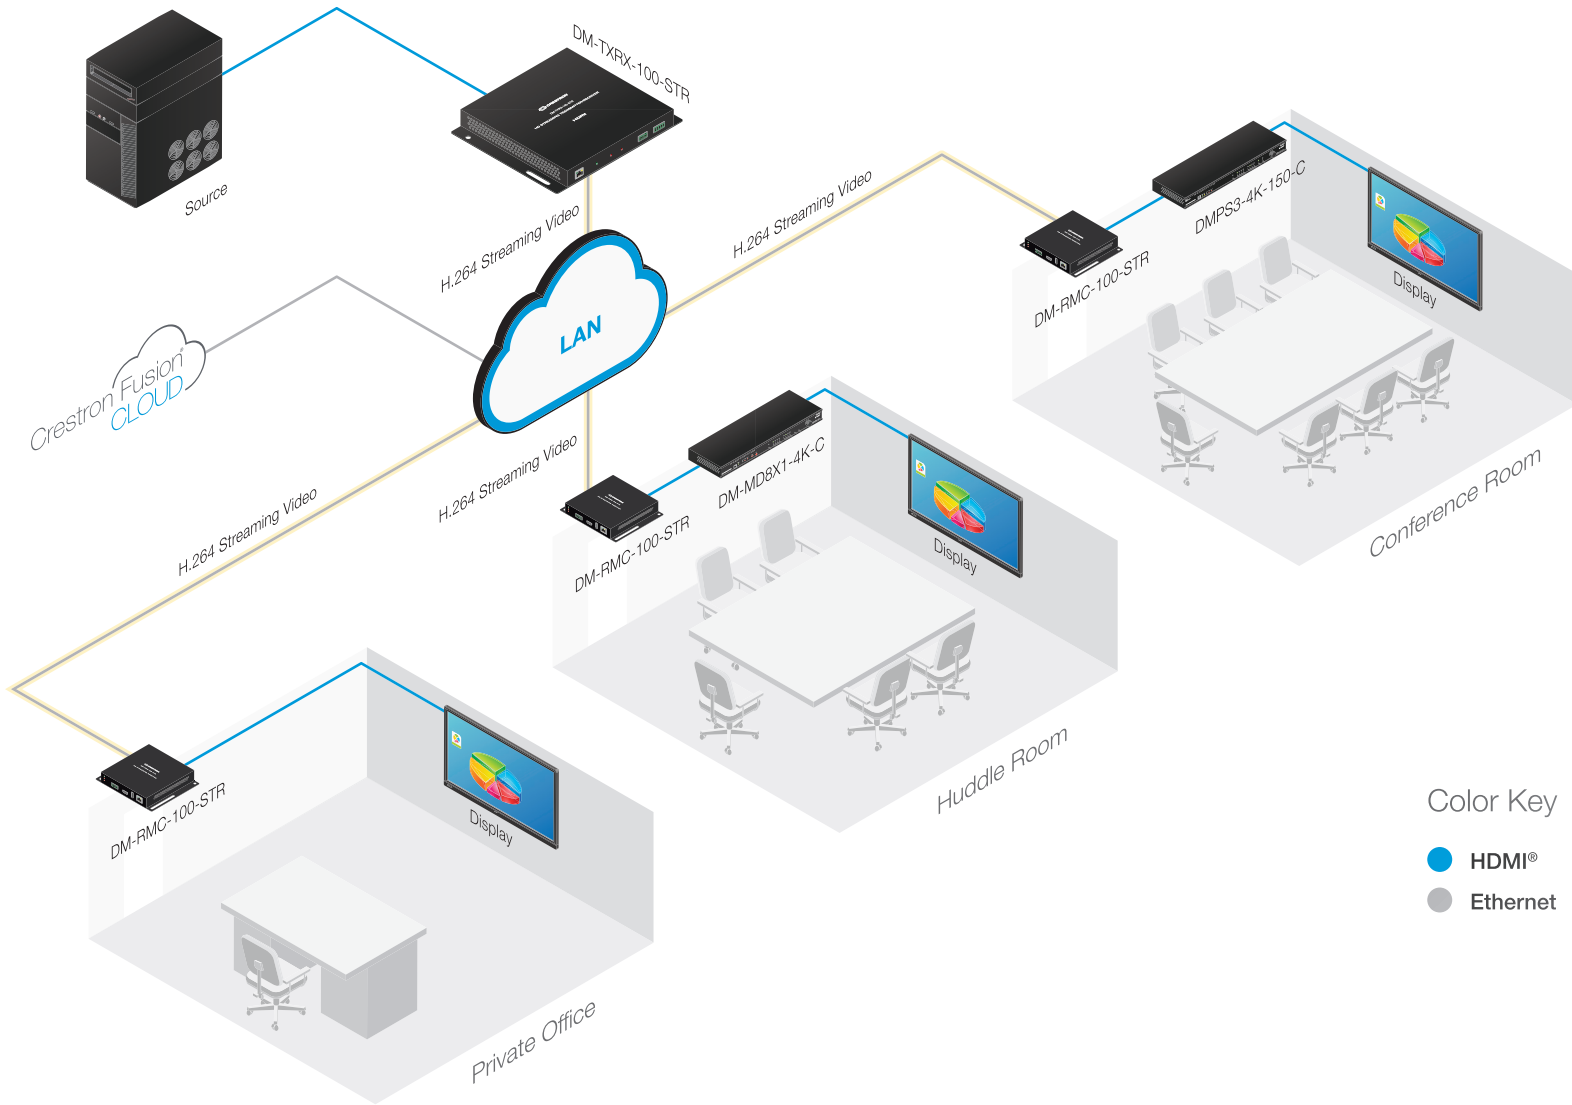 DM-TXRX-100-STR
CRESTRON
HDMI
Source
H.264 Streaming Video
H.264 Streaming Video
DMPS3-4K-150-C
DM-RMC-100-STR
Display
Conference Room
LAN
Crestron Fusion®
CLOUD
H.264 Streaming Video
H.264 Streaming Video
DM-MD8X1-4K-C
DM-RMC-100-STR
Display
Huddle Room
DM-RMC-100-STR
Display
Private Office
Color Key
HDMI®
Ethernet